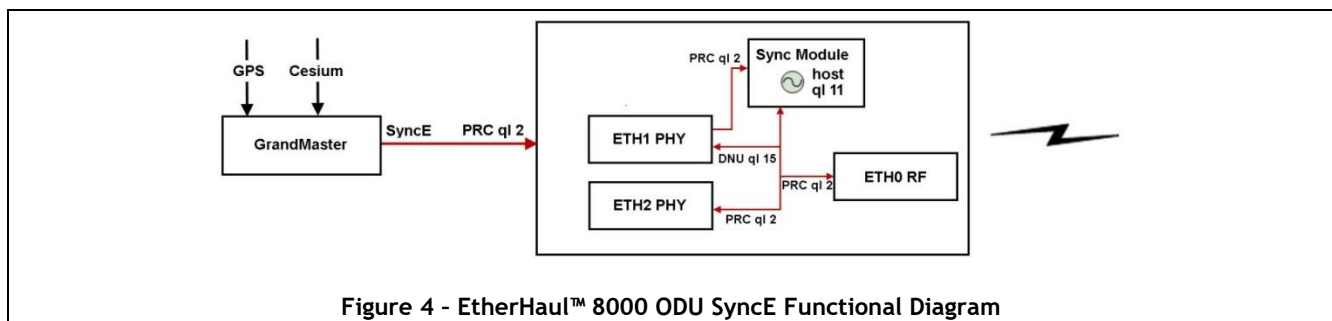 GPS
Cesium
GrandMaster
SyncE
PRC ql 2
PRC ql 2
Sync Module
host
ql 11
ETH1 PHY
DNU ql 15
ETH2 PHY
PRC ql 2
PRC ql 2
ETH0 RF
Figure 4 - EtherHaul™ 8000 ODU SyncE Functional Diagram